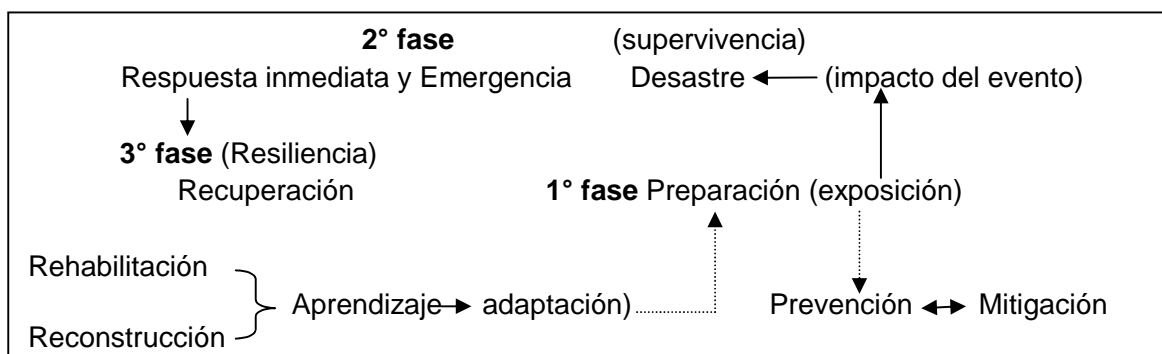 2° fase (supervivencia)
Respuesta inmediata y Emergencia Desastre (impacto del evento)
3° fase (Resiliencia)
Recuperación 1° fase Preparación (exposición)
Rehabilitación
Aprendizaje adaptación) Prevención Mitigación
Reconstrucción